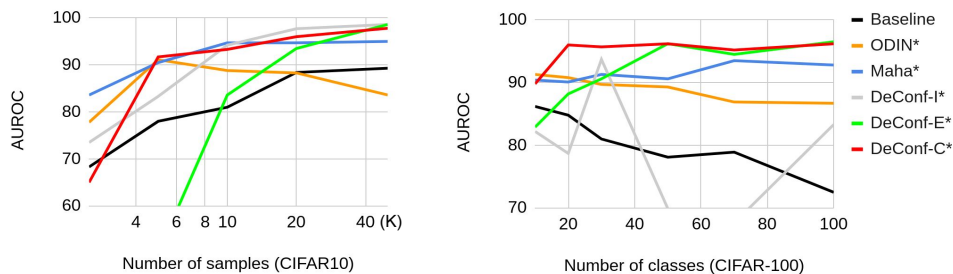 100
90
80
70
60
AUROC
4 6 8 10 20 40 (K)
Number of samples (CIFAR10)
100
90
80
70
AUROC
20 40 60 80 100
Number of classes (CIFAR-100)
Baseline
ODIN*
Maha*
DeConf-I*
DeConf-E*
DeConf-C*